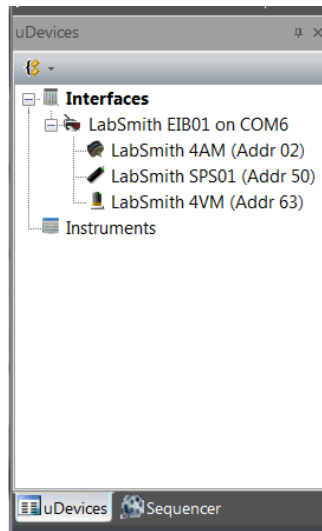 uDevices
Interfaces
LabSmith EIB01 on COM6
LabSmith 4AM (Addr 02)
LabSmith SPS01 (Addr 50)
LabSmith 4VM (Addr 63)
Instruments
uDevices Sequencer